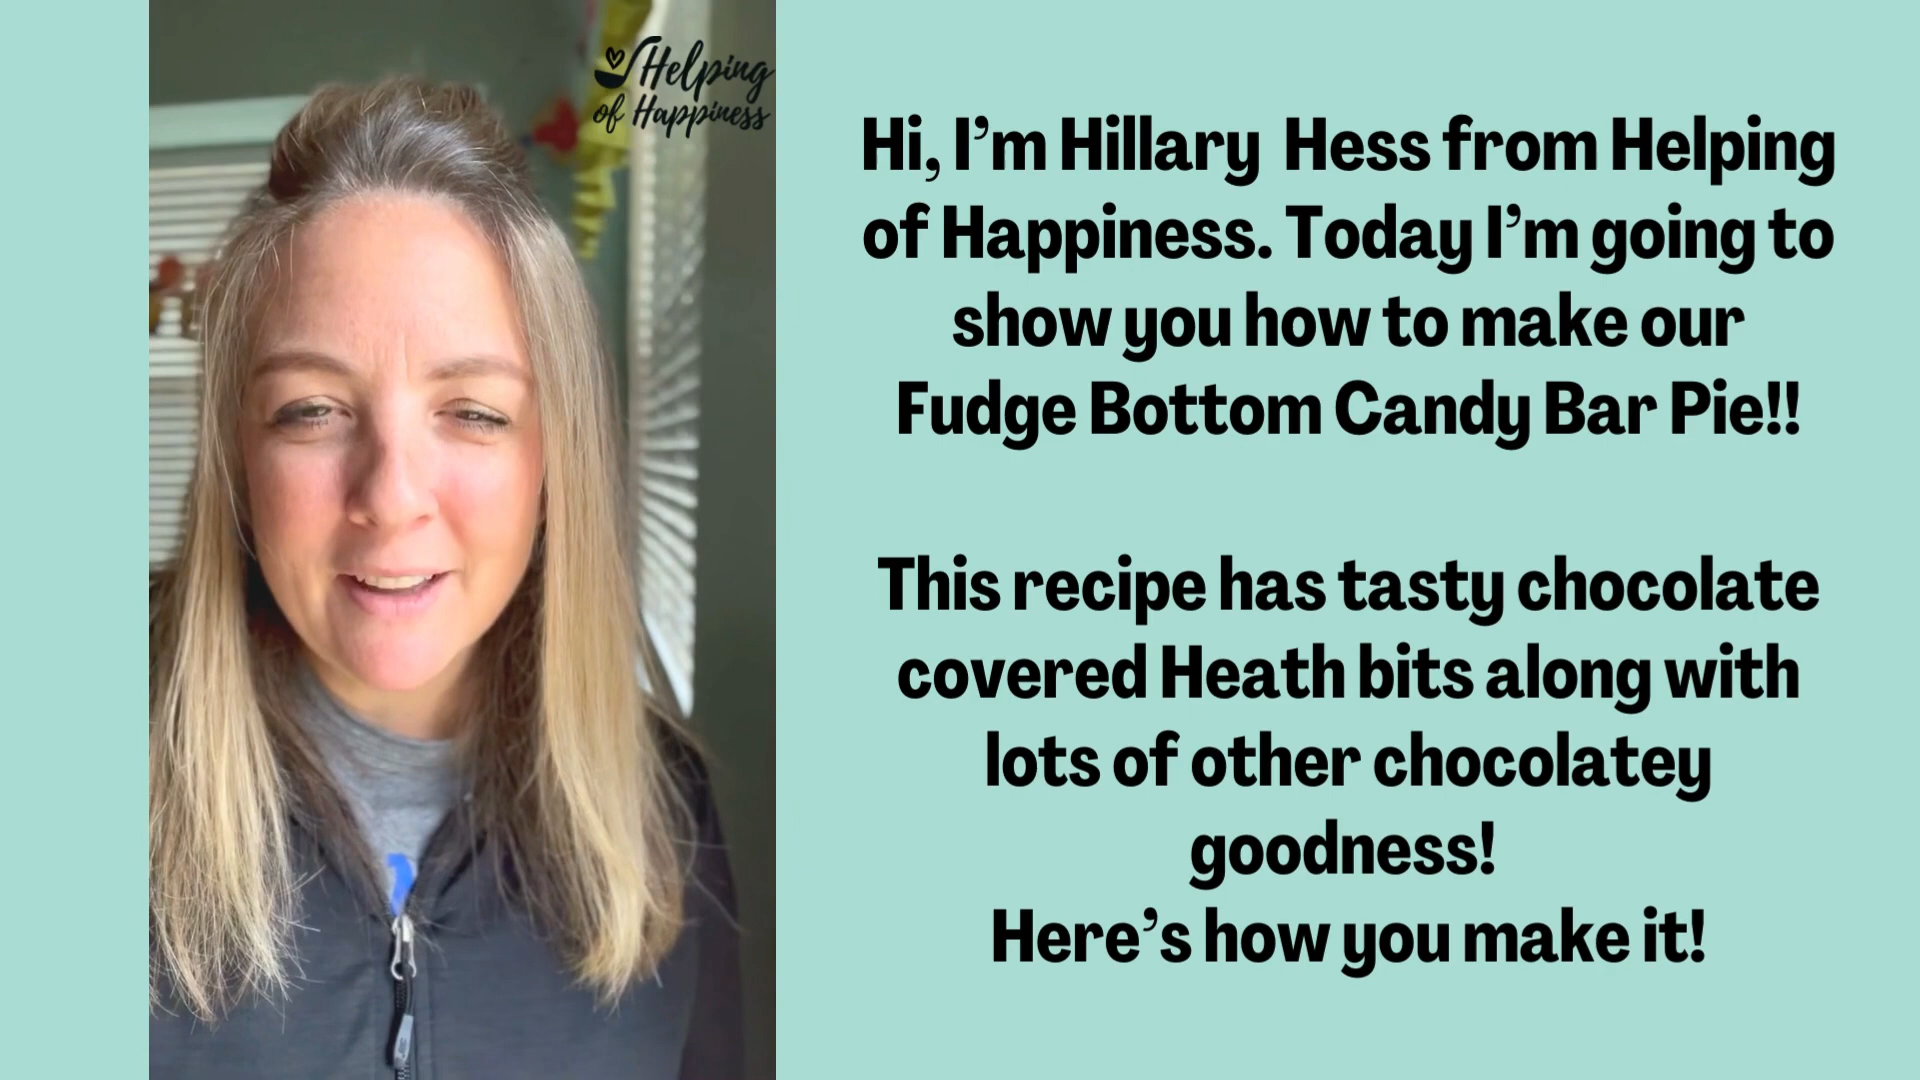 Helping
of Happiness
Hi, I’m Hillary  Hess from Helping
of Happiness. Today I’m going to
show you how to make our
Fudge Bottom Candy Bar Pie!!
This recipe has tasty chocolate
covered Heath bits along with
lots of other chocolatey
goodness!
Here’s how you make it!